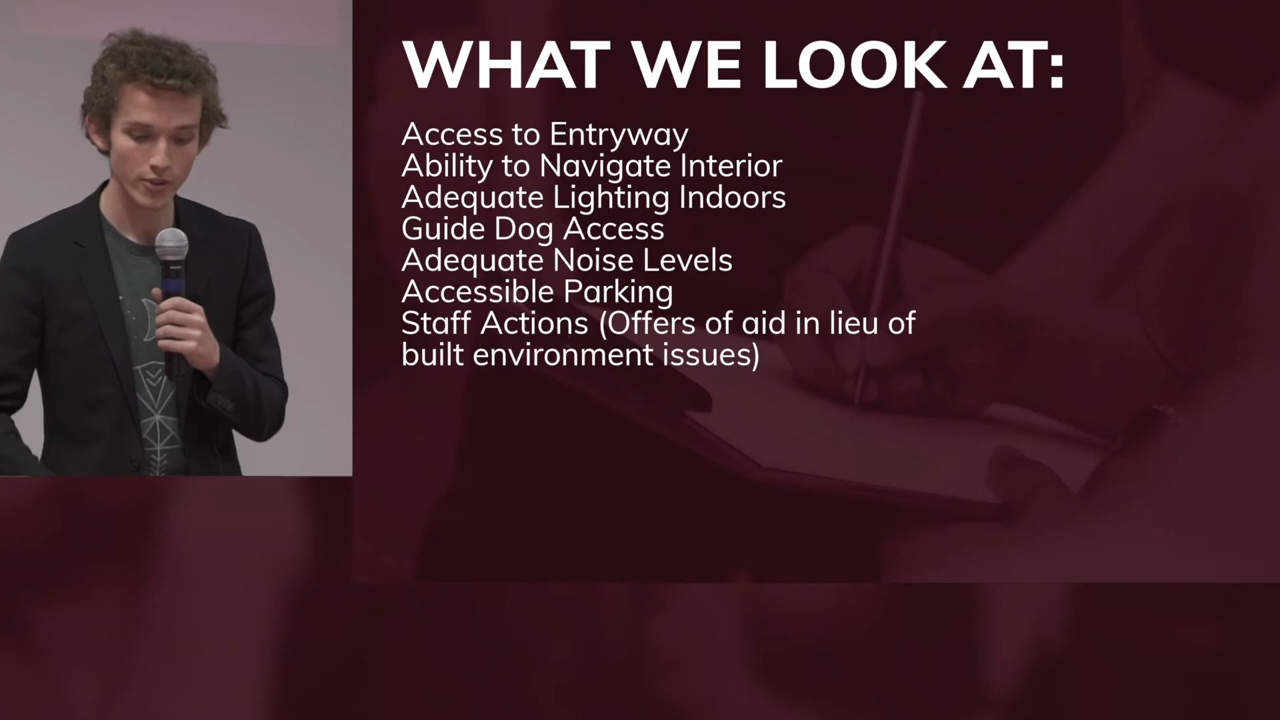 WHAT WE LOOK AT:
Access to Entryway
Ability to Navigate Interior
Adequate Lighting Indoors
Guide Dog Access
Adequate Noise Levels
Accessible Parking
Staff Actions (Offers of aid in lieu of
built environment issues)